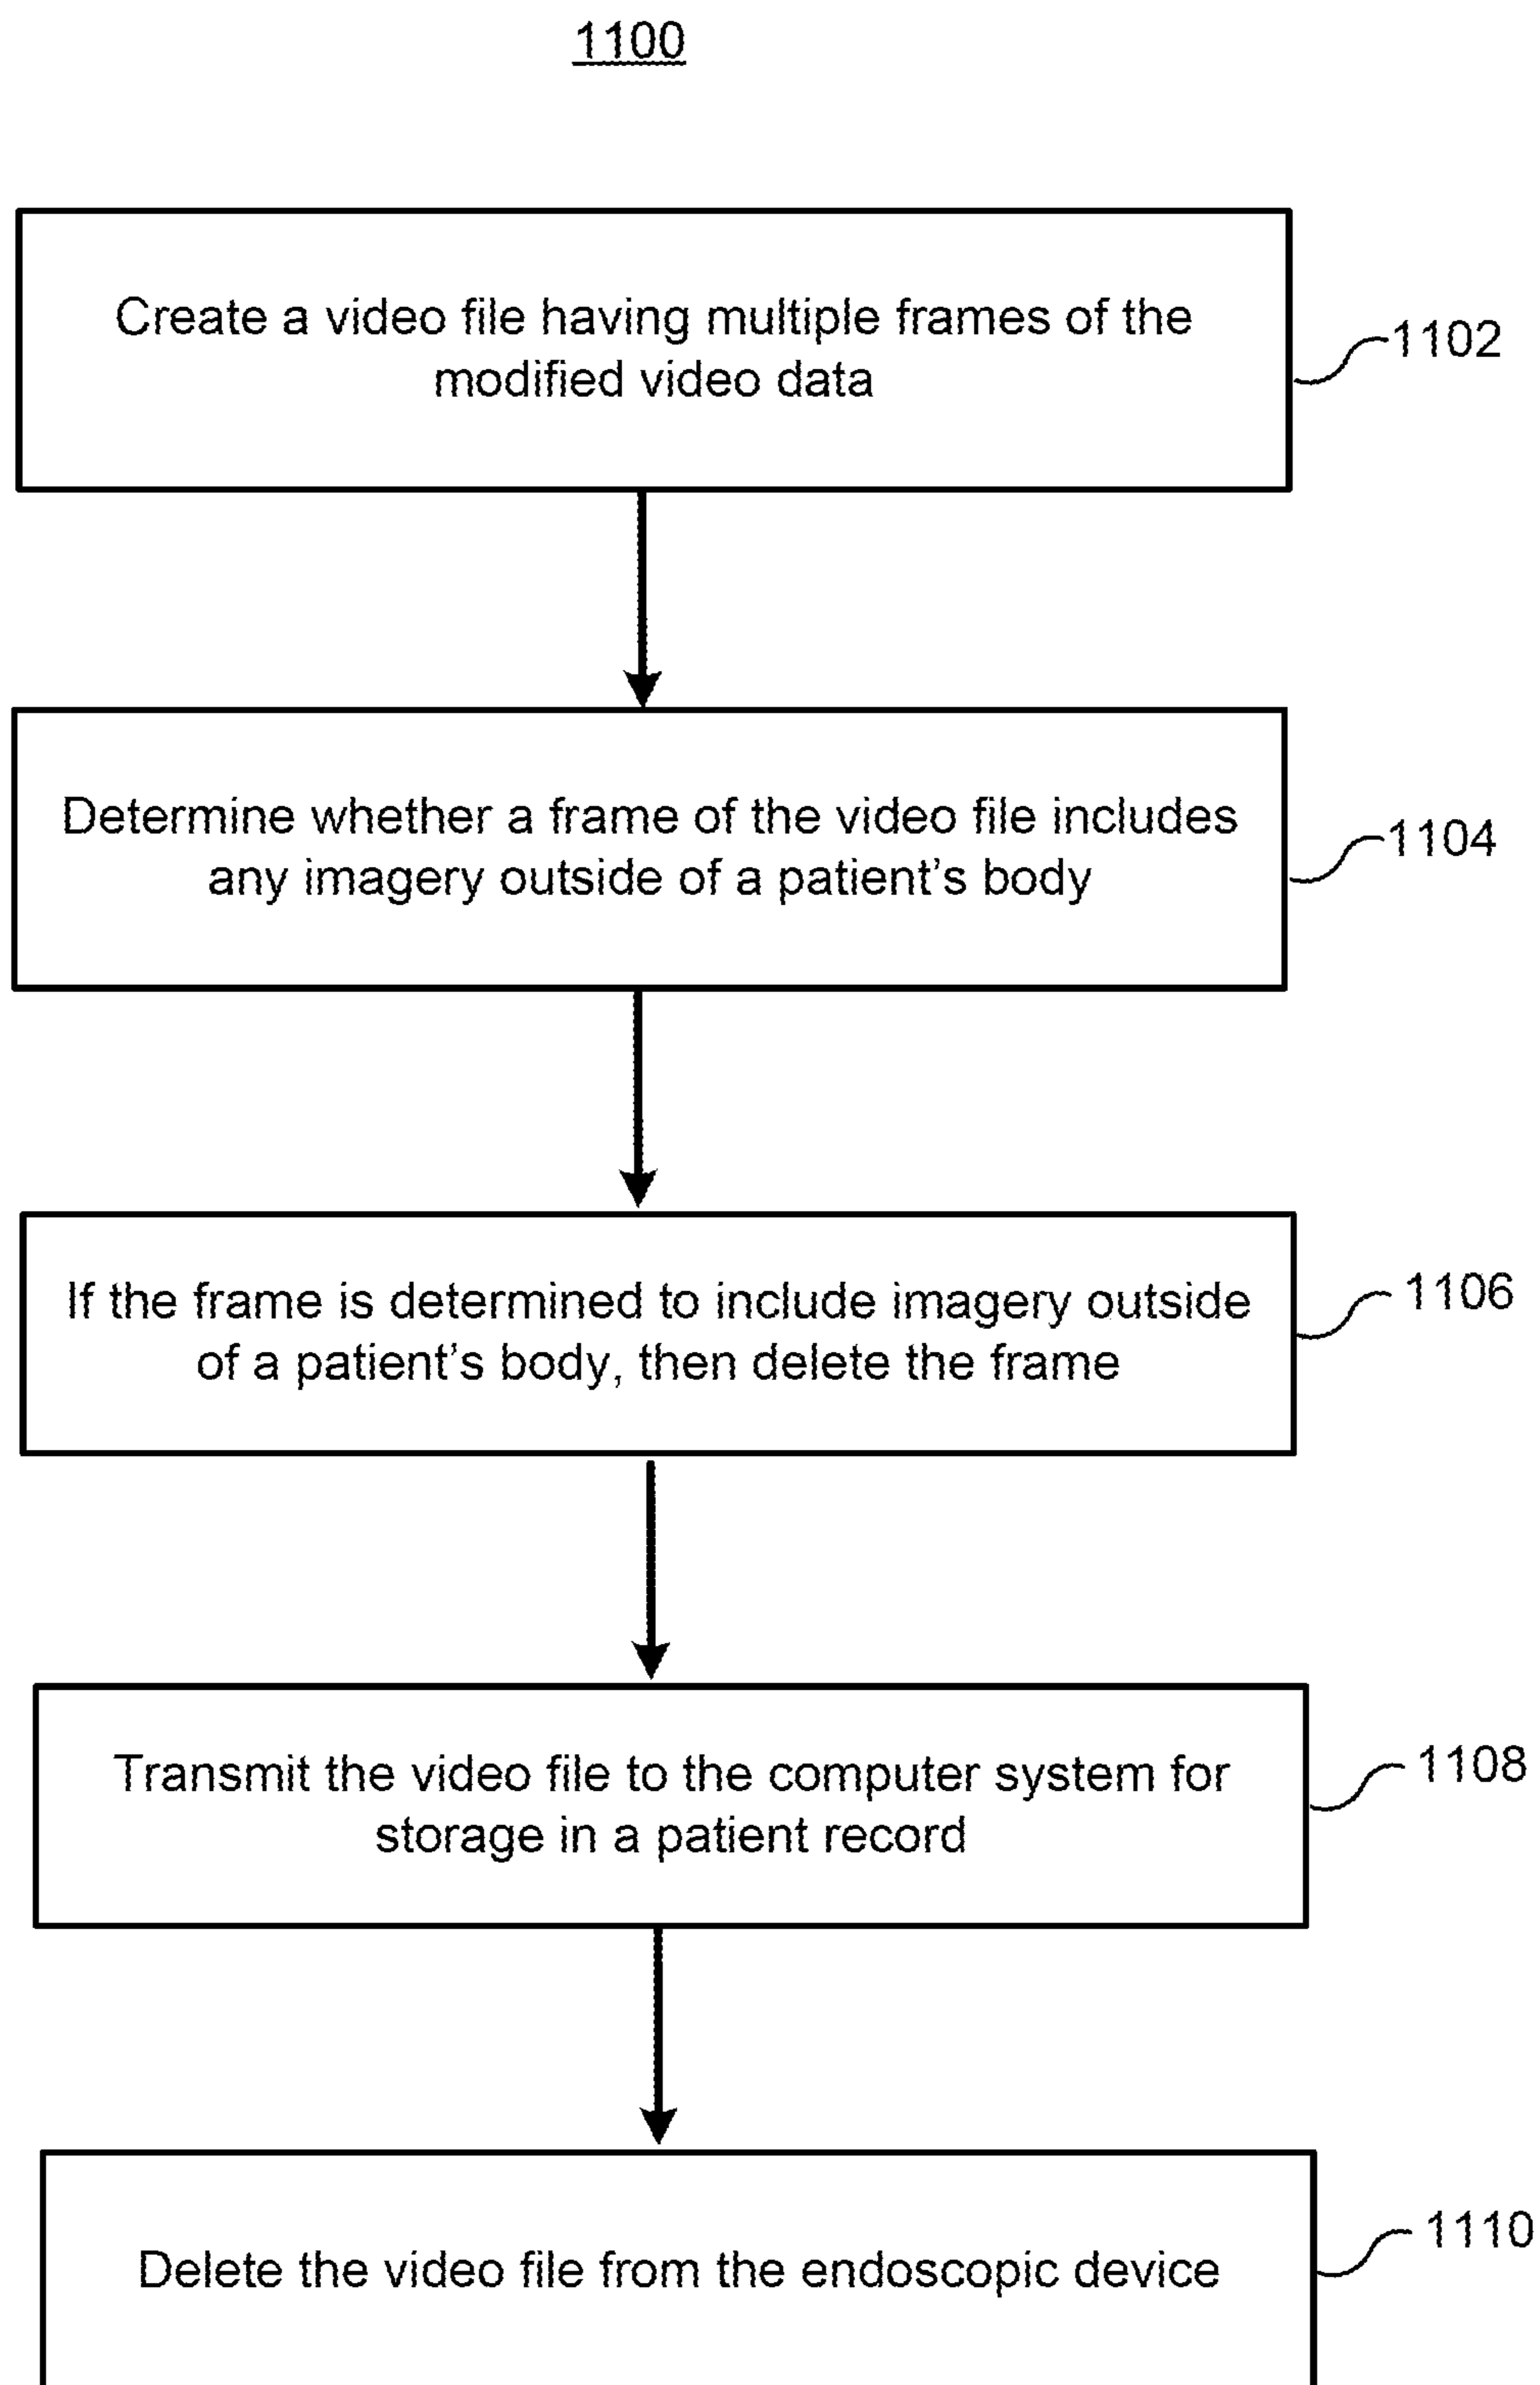 1100
Create a video file having multiple frames of the
modified video data
1102
Determine whether a frame of the video file includes
any imagery outside of a patient's body
1104
If the frame is determined to include imagery outside
of a patient's body, then delete the frame
1106
Transmit the video file to the computer system for
storage in a patient record
1108
Delete the video file from the endoscopic device
1110